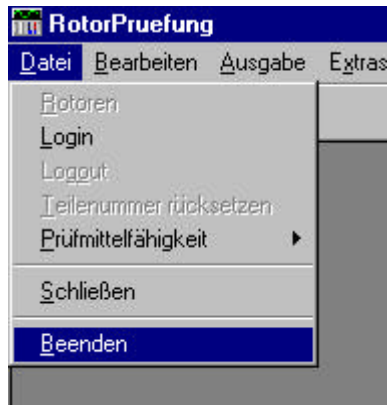 RotorPruefung
Datei Bearbeiten Ausgabe Extras
Rotoren
Login
Logout
Teilenummer rücksetzen
Prüfmittelfähigkeit
Schließen
Beenden